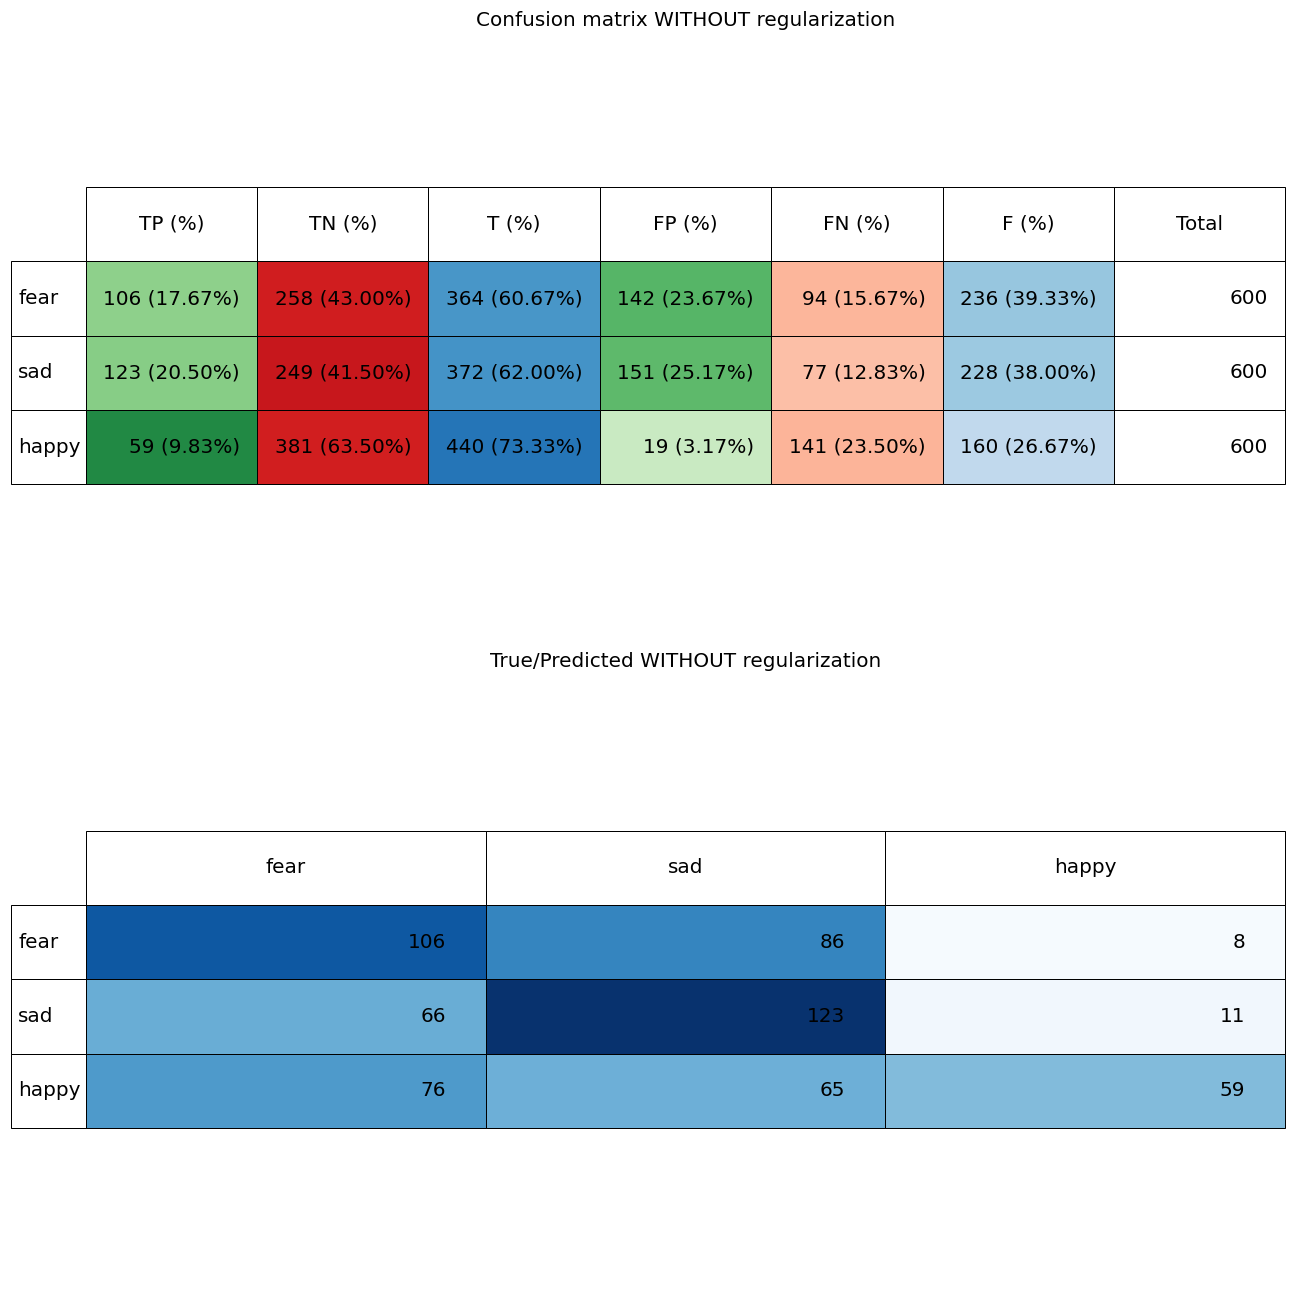 Confusion matrix WITHOUT regularization
TP (%) TN (%) T (%) FP (%) FN (%) F (%) Total
fear 106 (17.67%) 258 (43.00%) 364 (60.67%) 142 (23.67%) 94 (15.67%) 236 (39.33%) 600
sad 123 (20.50%) 249 (41.50%) 372 (62.00%) 151 (25.17%) 77 (12.83%) 228 (38.00%) 600
happy 59 (9.83%) 381 (63.50%) 440 (73.33%) 19 (3.17%) 141 (23.50%) 160 (26.67%) 600
True/Predicted WITHOUT regularization
fear sad happy
fear 106 86 8
sad 66 123 11
happy 76 65 59